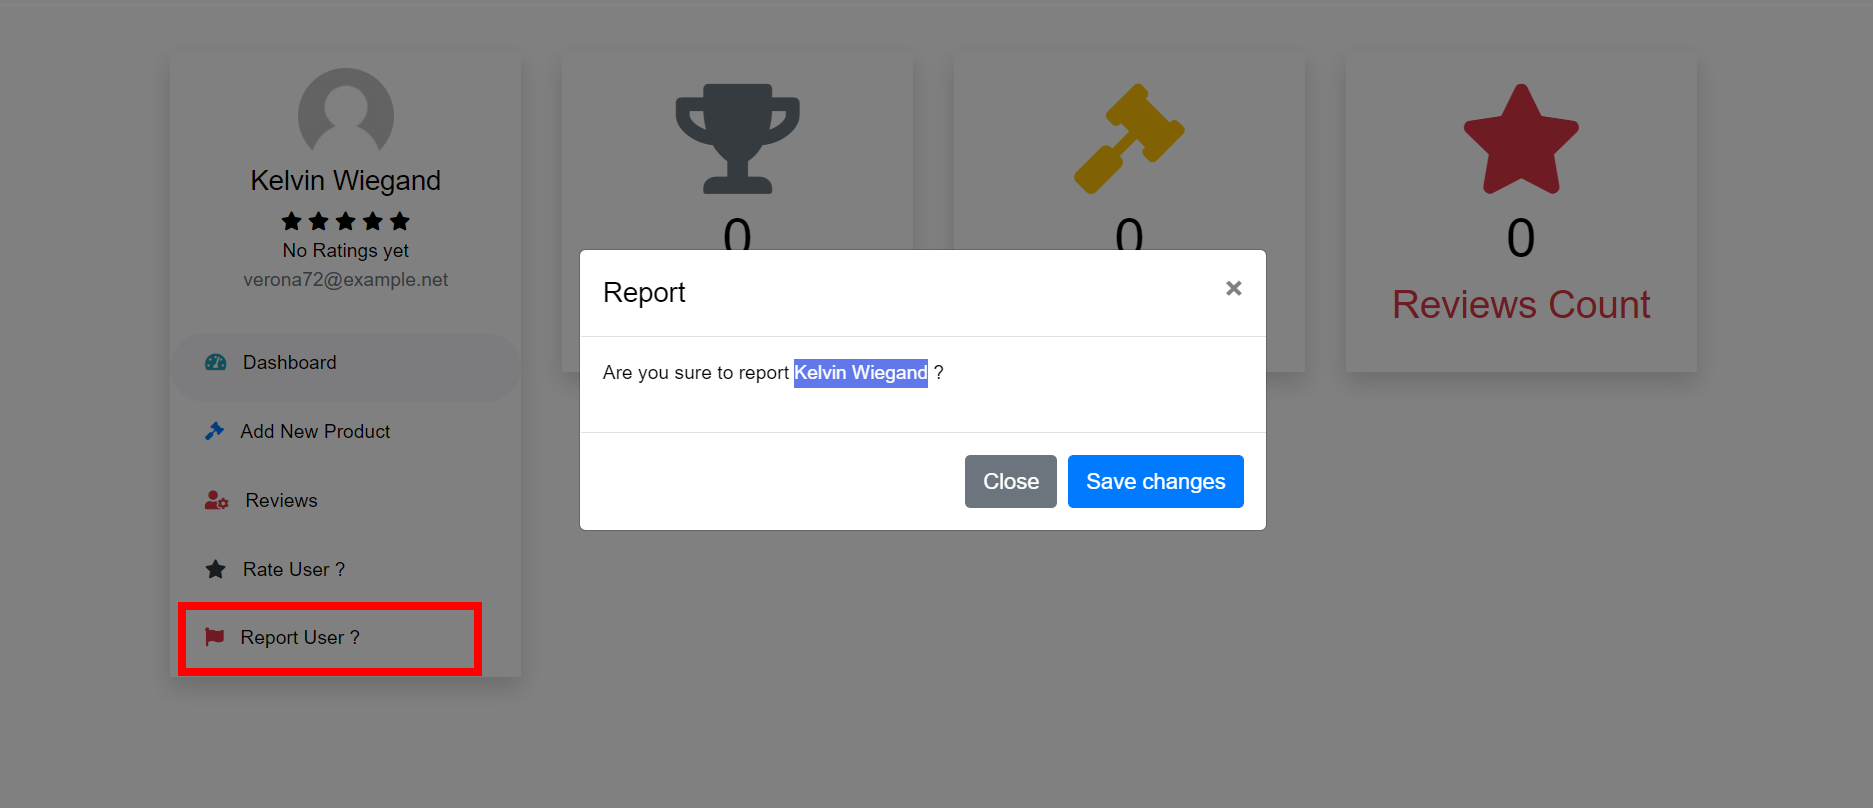 Kelvin Wiegand
No Ratings yet
verona72@example.net
Dashboard
Add New Product
Reviews
Rate User ?
Report User ?
0
0
0
Reviews Count
Report
×
Are you sure to report Kelvin Wiegand ?
Close
Save changes